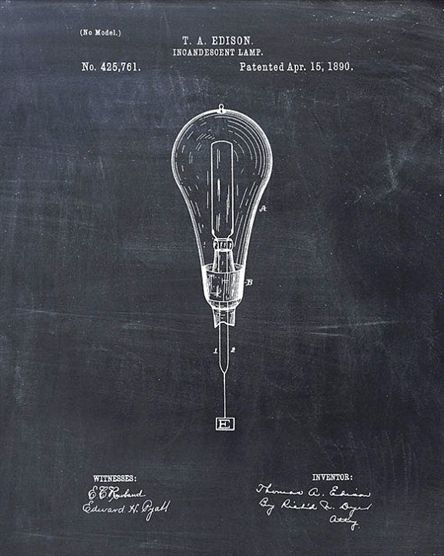 (No Model.)
T. A. EDISON.
INCANDESCENT LAMP.
No. 425,761.
Patented Apr. 15, 1890.
A
B
1 2
E
WITNESSES:
Edward H. Pyatt
INVENTOR:
Thomas A. Edison
By Richd N. Dyer
Atty.